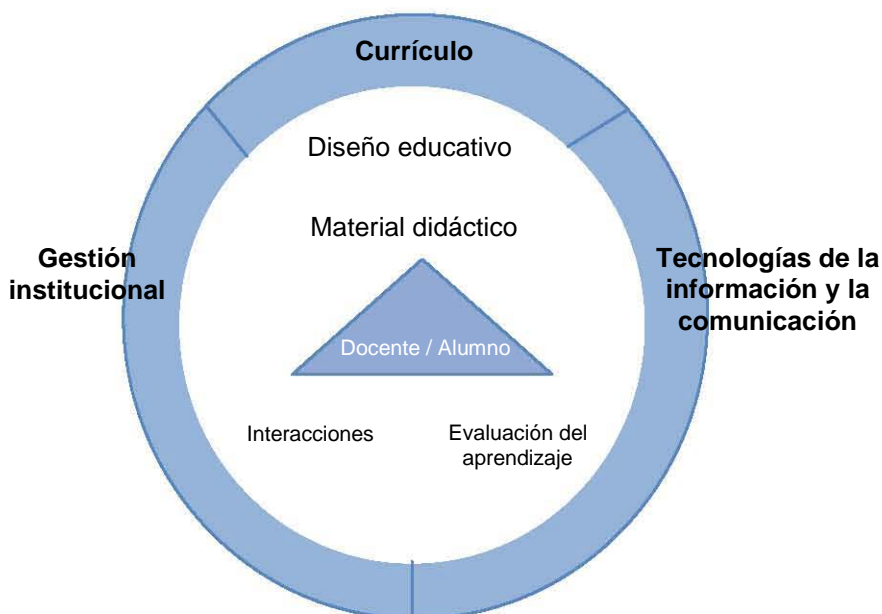 Currículo
Diseño educativo
Material didáctico
Gestión
institucional
Tecnologías de la
información y la
comunicación
Docente / Alumno
Interacciones
Evaluación del
aprendizaje